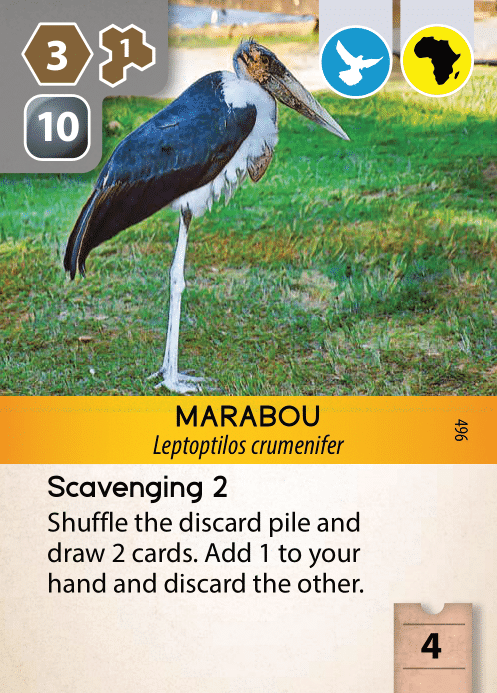 3
1
10
MARABOU
Leptoptilos crumenifer
496
Scavenging 2
Shuffle the discard pile and
draw 2 cards. Add 1 to your
hand and discard the other.
4